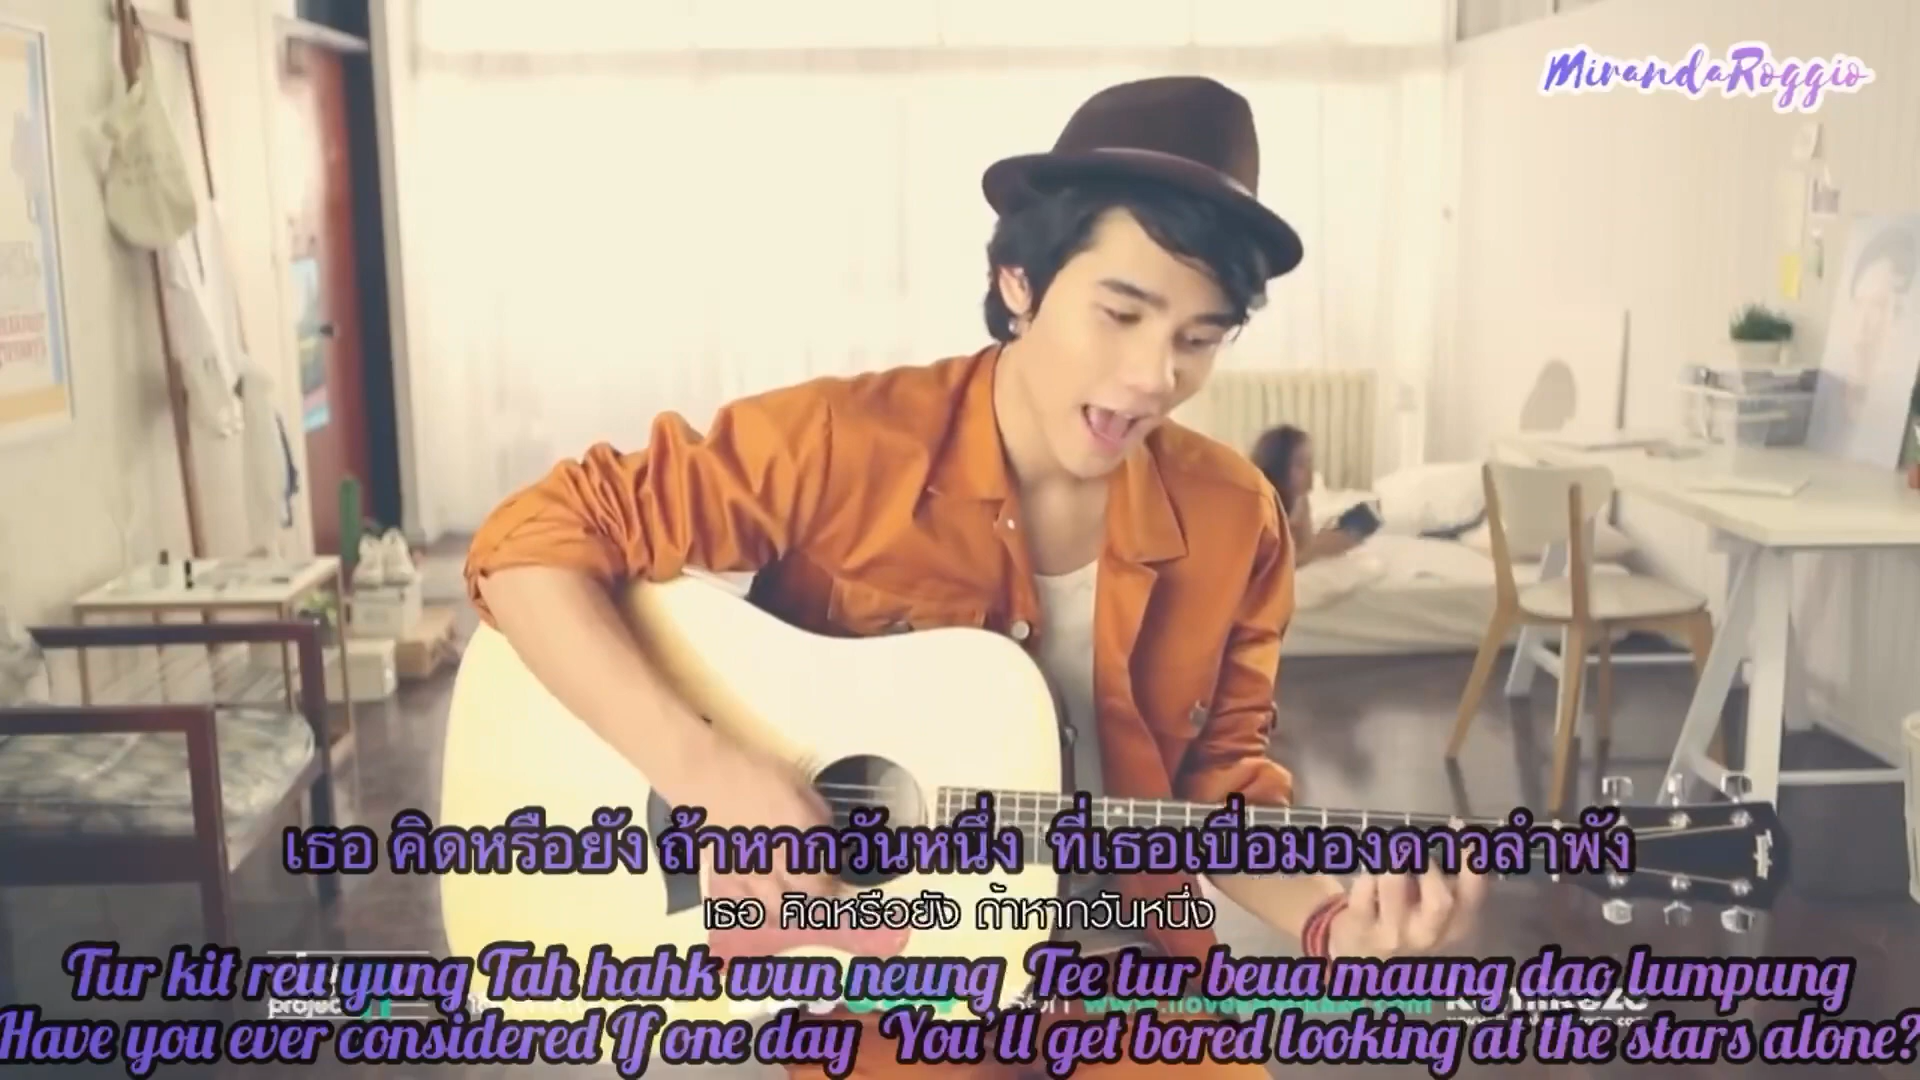 MirandaRoggio
เธอ คิดหรือยัง ถ้าหากวันหนึ่ง ที่เธอเบื่อมองดาวลำพัง
เธอ คิดหรือยัง ถ้าหากวันหนึ่ง
Tur kit reu yung Tah hahk wun neung Tee tur beua maung dao lumpung
project
Have you ever considered If one day You'll get bored looking at the stars alone?